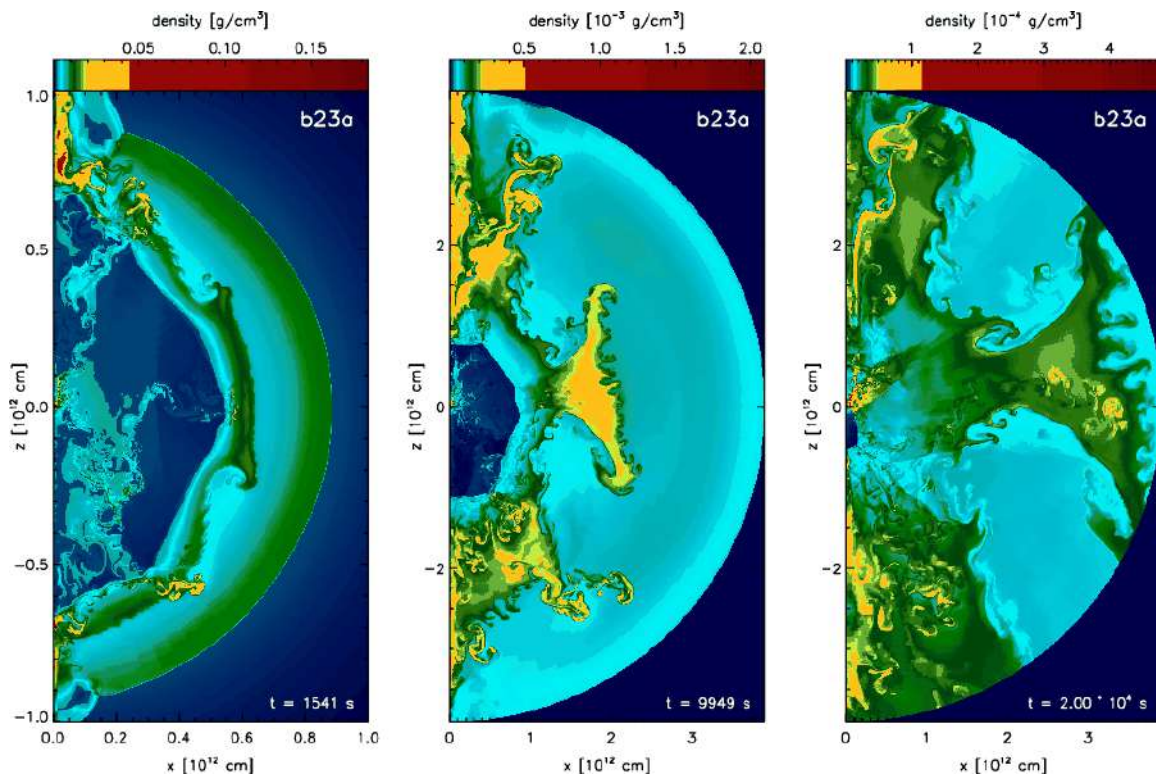 density [g/cm³]
0.05 0.10 0.15
b23a
1.0
0.5
0.0
−0.5
−1.0
z [10¹² cm]
t = 1541 s
0.0 0.2 0.4 0.6 0.8 1.0
x [10¹² cm]
density [10⁻³ g/cm³]
0.5 1.0 1.5 2.0
b23a
2
0
−2
z [10¹² cm]
t = 9949 s
0 1 2 3
x [10¹² cm]
density [10⁻⁴ g/cm³]
1 2 3 4
b23a
2
0
−2
z [10¹² cm]
t = 2.00 * 10⁴ s
0 1 2 3 4
x [10¹² cm]